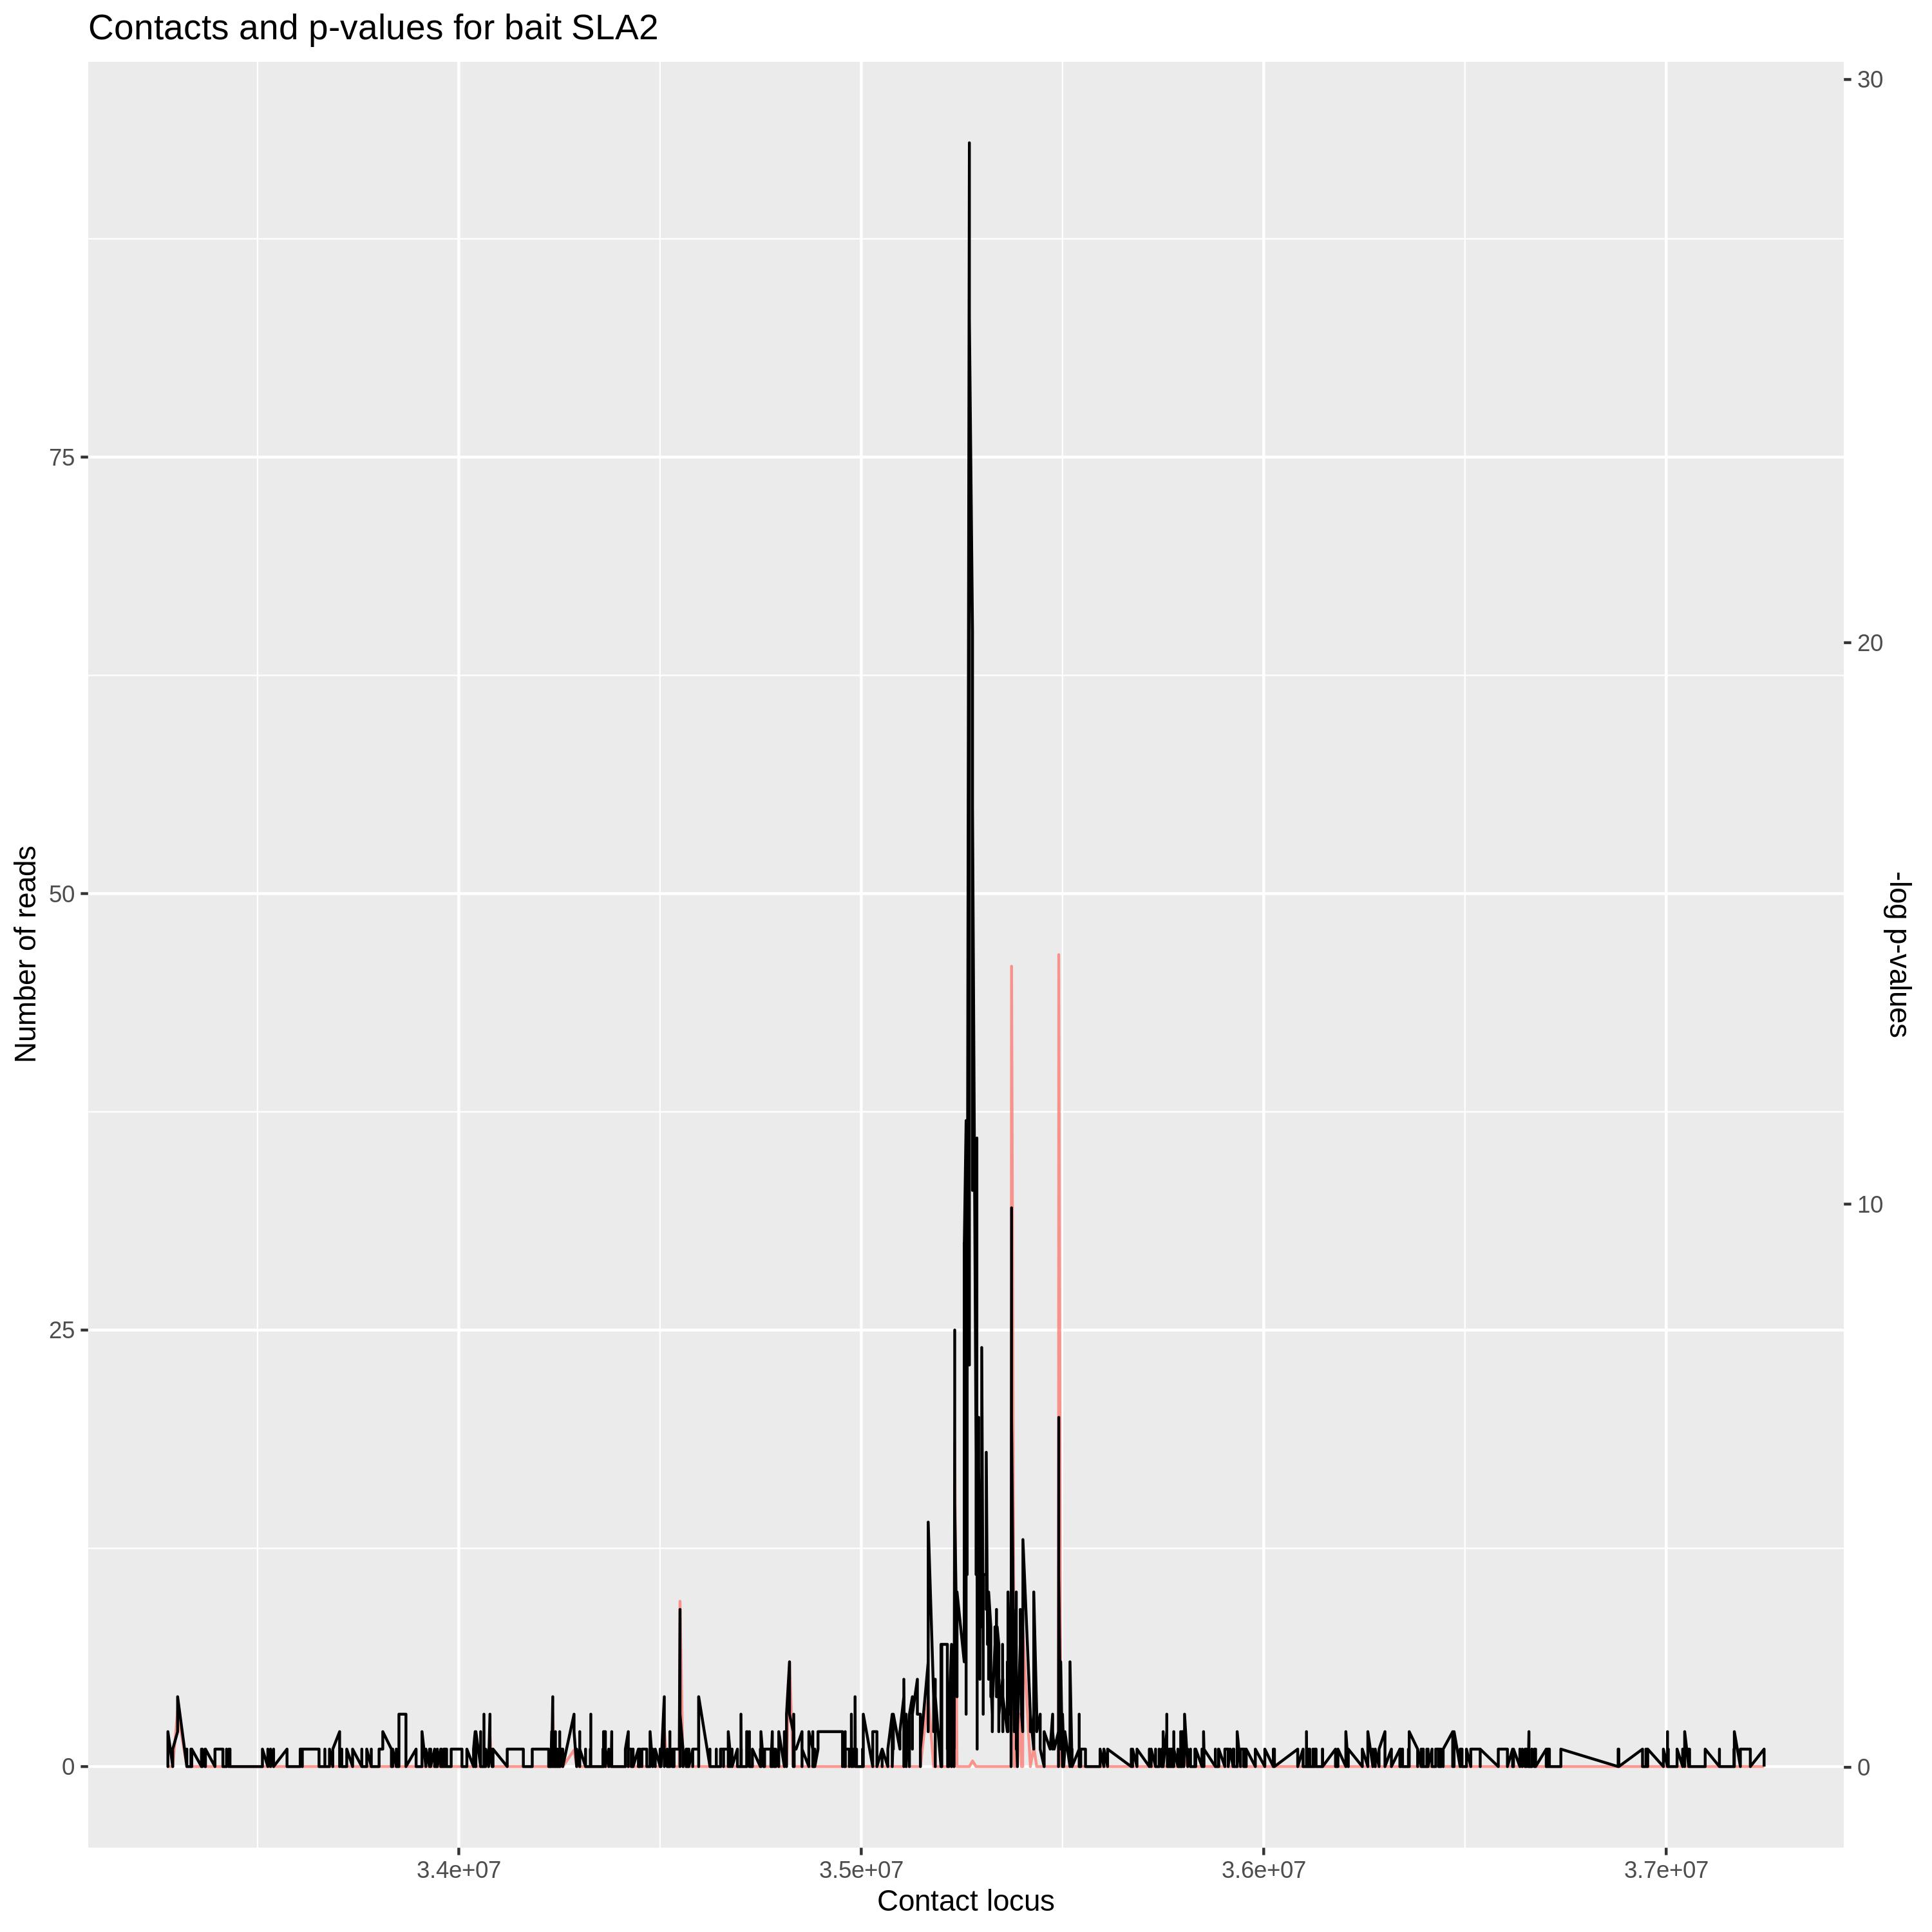 Contacts and p-values for bait SLA2
30
75
20
50
10
25
0
0
Number of reads
-log p-values
3.4e+07 3.5e+07 3.6e+07 3.7e+07
Contact locus